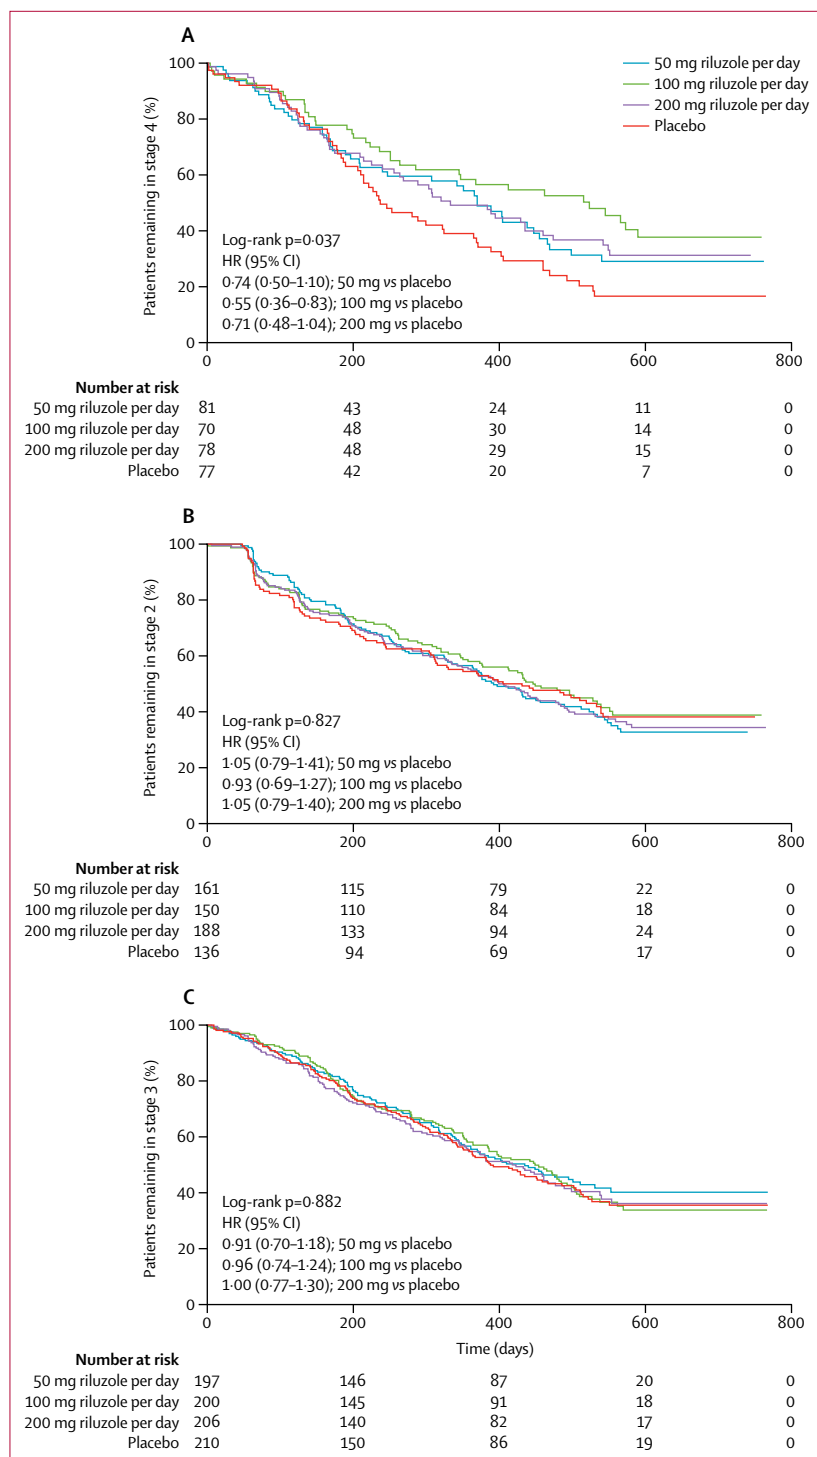 A
100
80
60
40
20
0
Patients remaining in stage 4 (%)
50 mg riluzole per day
100 mg riluzole per day
200 mg riluzole per day
Placebo
Log-rank p=0·037
HR (95% CI)
0·74 (0·50–1·10); 50 mg vs placebo
0·55 (0·36–0·83); 100 mg vs placebo
0·71 (0·48–1·04); 200 mg vs placebo
0 200 400 600 800
Number at risk
50 mg riluzole per day 81 43 24 11 0
100 mg riluzole per day 70 48 30 14 0
200 mg riluzole per day 78 48 29 15 0
Placebo 77 42 20 7 0
B
100
80
60
40
20
0
Patients remaining in stage 2 (%)
Log-rank p=0·827
HR (95% CI)
1·05 (0·79–1·41); 50 mg vs placebo
0·93 (0·69–1·27); 100 mg vs placebo
1·05 (0·79–1·40); 200 mg vs placebo
0 200 400 600 800
Number at risk
50 mg riluzole per day 161 115 79 22 0
100 mg riluzole per day 150 110 84 18 0
200 mg riluzole per day 188 133 94 24 0
Placebo 136 94 69 17 0
C
100
80
60
40
20
0
Patients remaining in stage 3 (%)
Log-rank p=0·882
HR (95% CI)
0·91 (0·70–1·18); 50 mg vs placebo
0·96 (0·74–1·24); 100 mg vs placebo
1·00 (0·77–1·30); 200 mg vs placebo
0 200 400 600 800
Time (days)
Number at risk
50 mg riluzole per day 197 146 87 20 0
100 mg riluzole per day 200 145 91 18 0
200 mg riluzole per day 206 140 82 17 0
Placebo 210 150 86 19 0